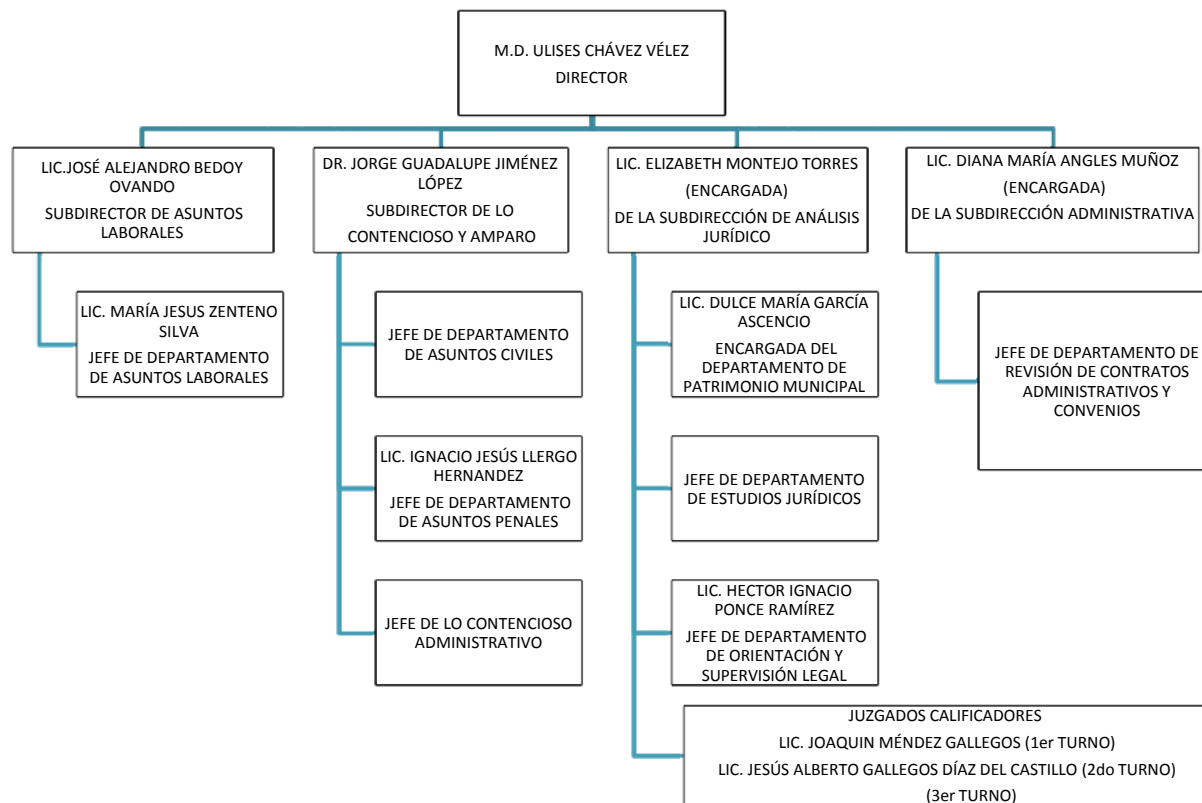 M.D. ULISES CHÁVEZ VÉLEZ
DIRECTOR
LIC.JOSÉ ALEJANDRO BEDOY
OVANDO
SUBDIRECTOR DE ASUNTOS
LABORALES
LIC. MARÍA JESUS ZENTENO
SILVA
JEFE DE DEPARTAMENTO
DE ASUNTOS LABORALES
DR. JORGE GUADALUPE JIMÉNEZ
LÓPEZ
SUBDIRECTOR DE LO
CONTENCIOSO Y AMPARO
JEFE DE DEPARTAMENTO
DE ASUNTOS CIVILES
LIC. IGNACIO JESÚS LLERGO
HERNANDEZ
JEFE DE DEPARTAMENTO
DE ASUNTOS PENALES
JEFE DE LO CONTENCIOSO
ADMINISTRATIVO
LIC. ELIZABETH MONTEJO TORRES
(ENCARGADA)
DE LA SUBDIRECCIÓN DE ANÁLISIS
JURÍDICO
LIC. DULCE MARÍA GARCÍA
ASCENCIO
ENCARGADA DEL
DEPARTAMENTO DE
PATRIMONIO MUNICIPAL
JEFE DE DEPARTAMENTO
DE ESTUDIOS JURÍDICOS
LIC. HECTOR IGNACIO
PONCE RAMÍREZ
JEFE DE DEPARTAMENTO
DE ORIENTACIÓN Y
SUPERVISIÓN LEGAL
JUZGADOS CALIFICADORES
LIC. JOAQUIN MÉNDEZ GALLEGOS (1er TURNO)
LIC. JESÚS ALBERTO GALLEGOS DÍAZ DEL CASTILLO (2do TURNO)
(3er TURNO)
LIC. DIANA MARÍA ANGLES MUÑOZ
(ENCARGADA)
DE LA SUBDIRECCIÓN ADMINISTRATIVA
JEFE DE DEPARTAMENTO DE
REVISIÓN DE CONTRATOS
ADMINISTRATIVOS Y
CONVENIOS